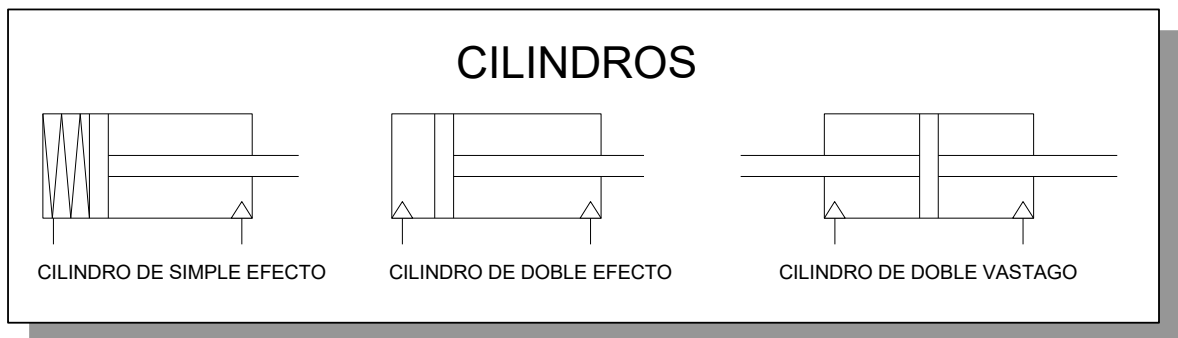 CILINDROS
CILINDRO DE SIMPLE EFECTO
CILINDRO DE DOBLE EFECTO
CILINDRO DE DOBLE VASTAGO